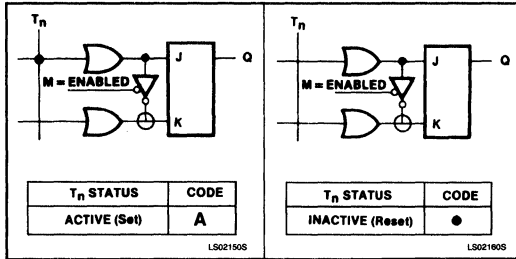 Tn
J
Q
M = ENABLED
K
Tn STATUS
CODE
ACTIVE (Set)
A
LS02150S
Tn
J
Q
M = ENABLED
K
Tn STATUS
CODE
INACTIVE (Reset)
●
LS02160S